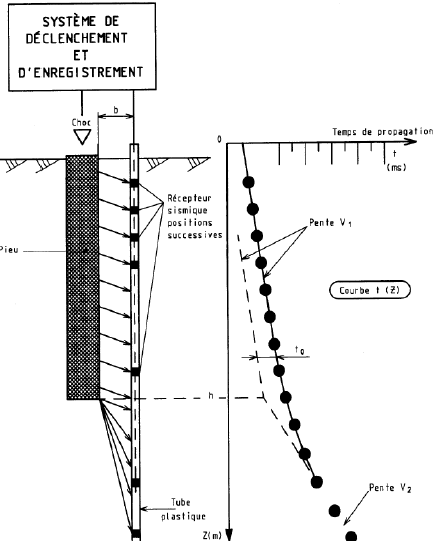 SYSTÈME DE
DÉCLENCHEMENT
ET
D'ENREGISTREMENT
b
Choc
0
Temps de propagation
t
(ms)
Récepteur
sismique
positions
successives
Pente V1
Pieu
Courbe t (Z)
t0
h
Pente V2
Tube
plastique
Z(m)